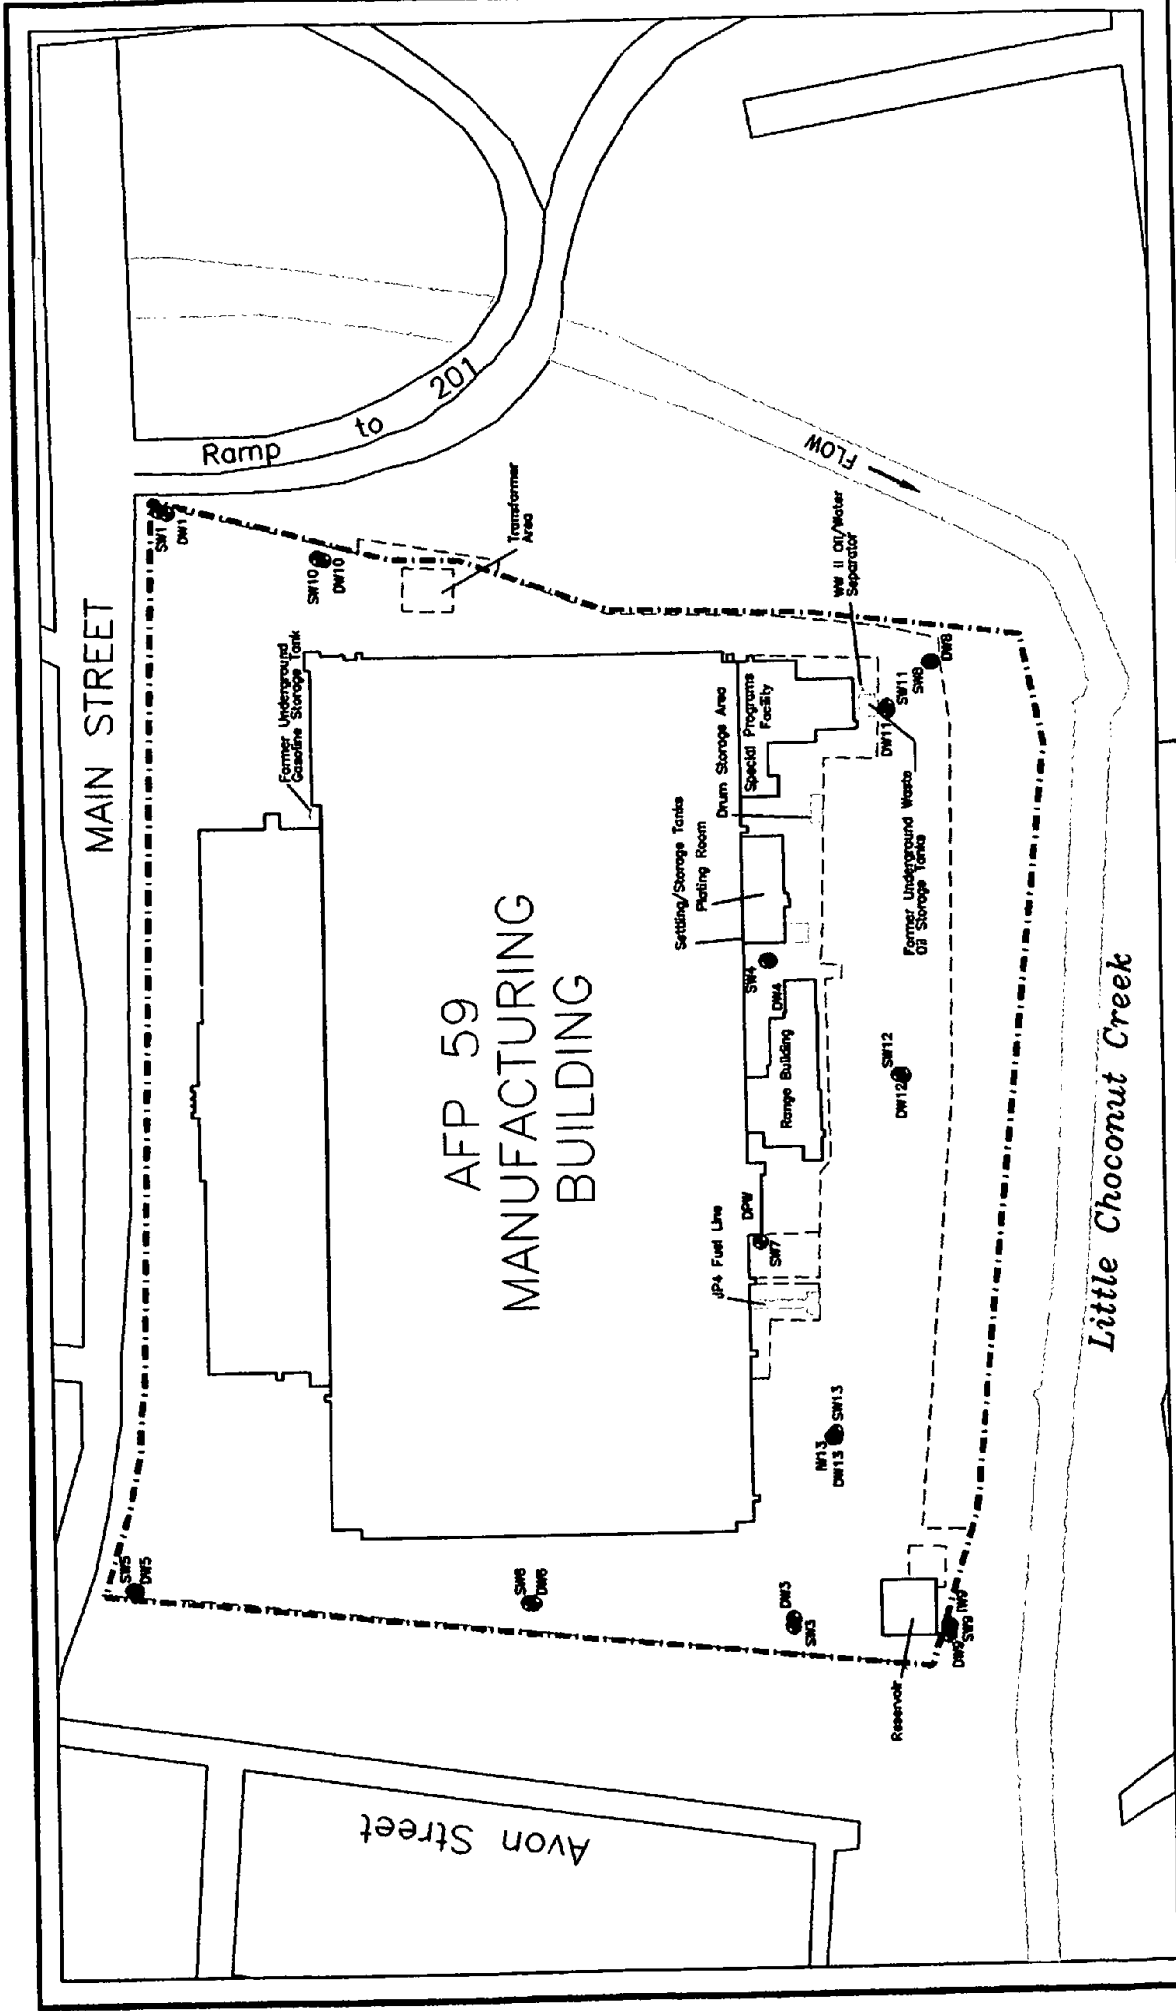 MAIN STREET
Ramp
to
201
FLOW
Avon Street
Little Choconut Creek
AFP 59
MANUFACTURING
BUILDING
SW1
DW1
SW10
DW10
Transformer
Area
Former Underground
Gasoline Storage Tank
SW5
DW5
SW6
DW6
DW3
SW3
Reservoir
DW9
SW9
SW13
DW13
JP4 Fuel Line
DPW
SW7
Range Building
SW4
DW4
Settling/Storage Tanks
Plating Room
Drum Storage Area
Special Programs
Facility
WW II Oil/Water
Separator
SW11
DW11
SW8
DW8
SW12
DW12
Former Underground Waste
Oil Storage Tanks